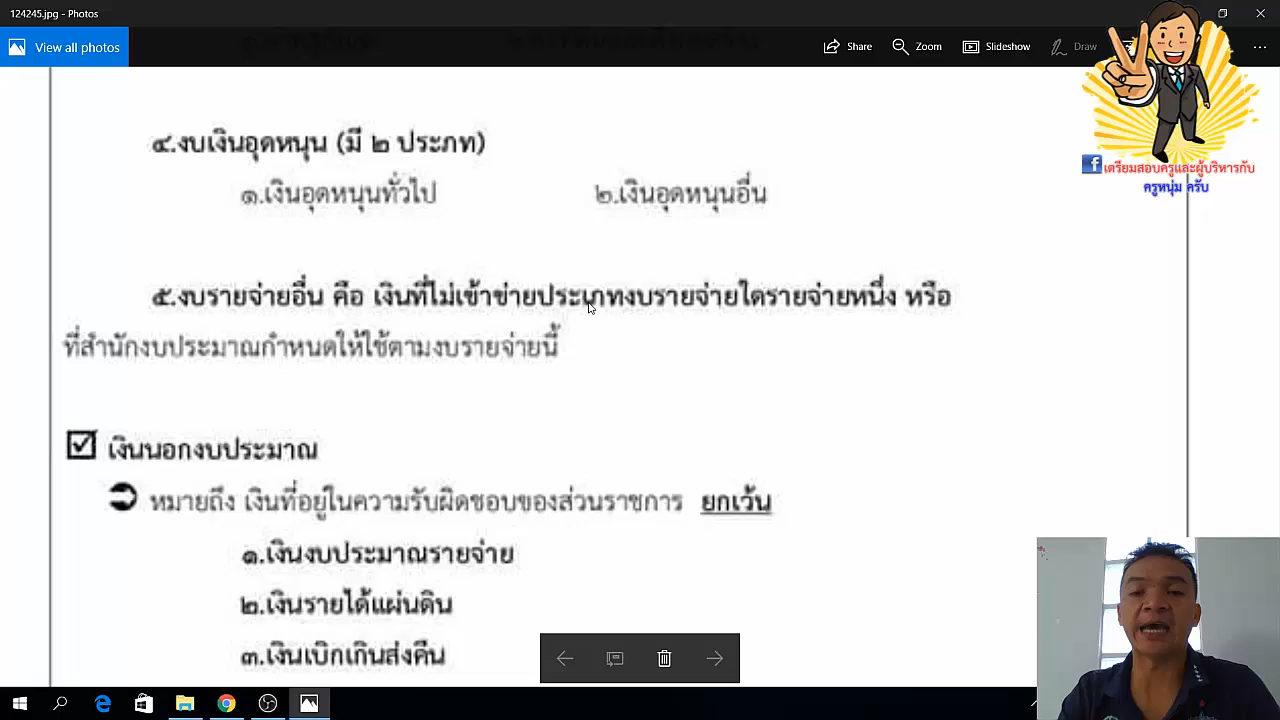 124245.jpg - Photos
View all photos
Share
Zoom
Slideshow
Draw
๔.งบเงินอุดหนุน (มี ๒ ประภท)
๑.เงินอุดหนุนทั่วไป ๒.เงินอุดหนุนอื่น
เตรียมสอบครูและผู้บริหารกับ
ครูหนุ่ม ครับ
๕.งบรายจ่ายอื่น คือ เงินที่ไม่เข้าข่ายประเภทงบรายจ่ายใดรายจ่ายหนึ่ง หรือ
ที่สำนักงบประมาณกำหนดให้ใช้ตามงบรายจ่ายนี้
เงินนอกงบประมาณ
หมายถึง เงินที่อยู่ในความรับผิดชอบของส่วนราชการ ยกเว้น
๑.เงินงบประมาณรายจ่าย
๒.เงินรายได้แผ่นดิน
๓.เงินเบิกเกินส่งคืน